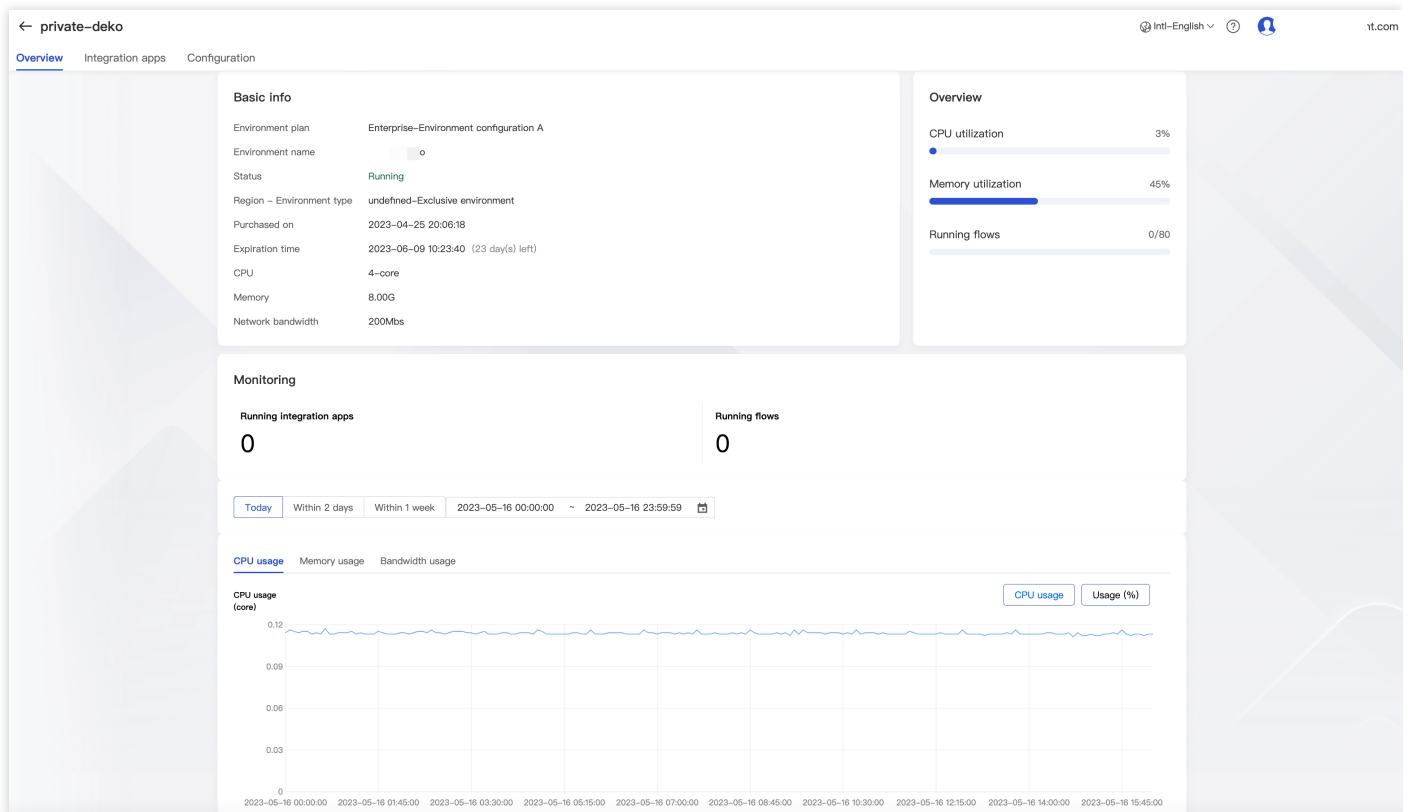 private-deko
Intl-English
?
nt.com
Overview Integration apps Configuration
Basic info
Environment plan Enterprise-Environment configuration A
Environment name o
Status Running
Region - Environment type undefined-Exclusive environment
Purchased on 2023-04-25 20:06:18
Expiration time 2023-06-09 10:23:40 (23 day(s) left)
CPU 4-core
Memory 8.00G
Network bandwidth 200Mbs
Overview
CPU utilization 3%
Memory utilization 45%
Running flows 0/80
Monitoring
Running integration apps Running flows
0 0
Today Within 2 days Within 1 week 2023-05-16 00:00:00 ~ 2023-05-16 23:59:59
CPU usage Memory usage Bandwidth usage
CPU usage
(core)
CPU usage Usage (%)
0.12
0.09
0.06
0.03
0
2023-05-16 00:00:00 2023-05-16 01:45:00 2023-05-16 03:30:00 2023-05-16 05:15:00 2023-05-16 07:00:00 2023-05-16 08:45:00 2023-05-16 10:30:00 2023-05-16 12:15:00 2023-05-16 14:00:00 2023-05-16 15:45:00